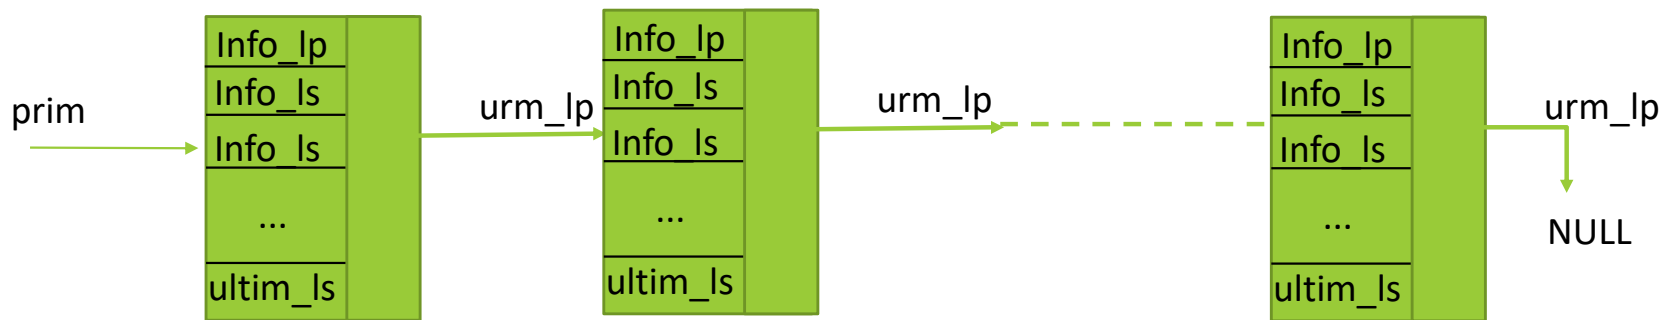 prim
Info_lp
Info_ls
Info_ls
...
ultim_ls
urm_lp
Info_lp
Info_ls
Info_ls
...
ultim_ls
urm_lp
Info_lp
Info_ls
Info_ls
...
ultim_ls
urm_lp
NULL